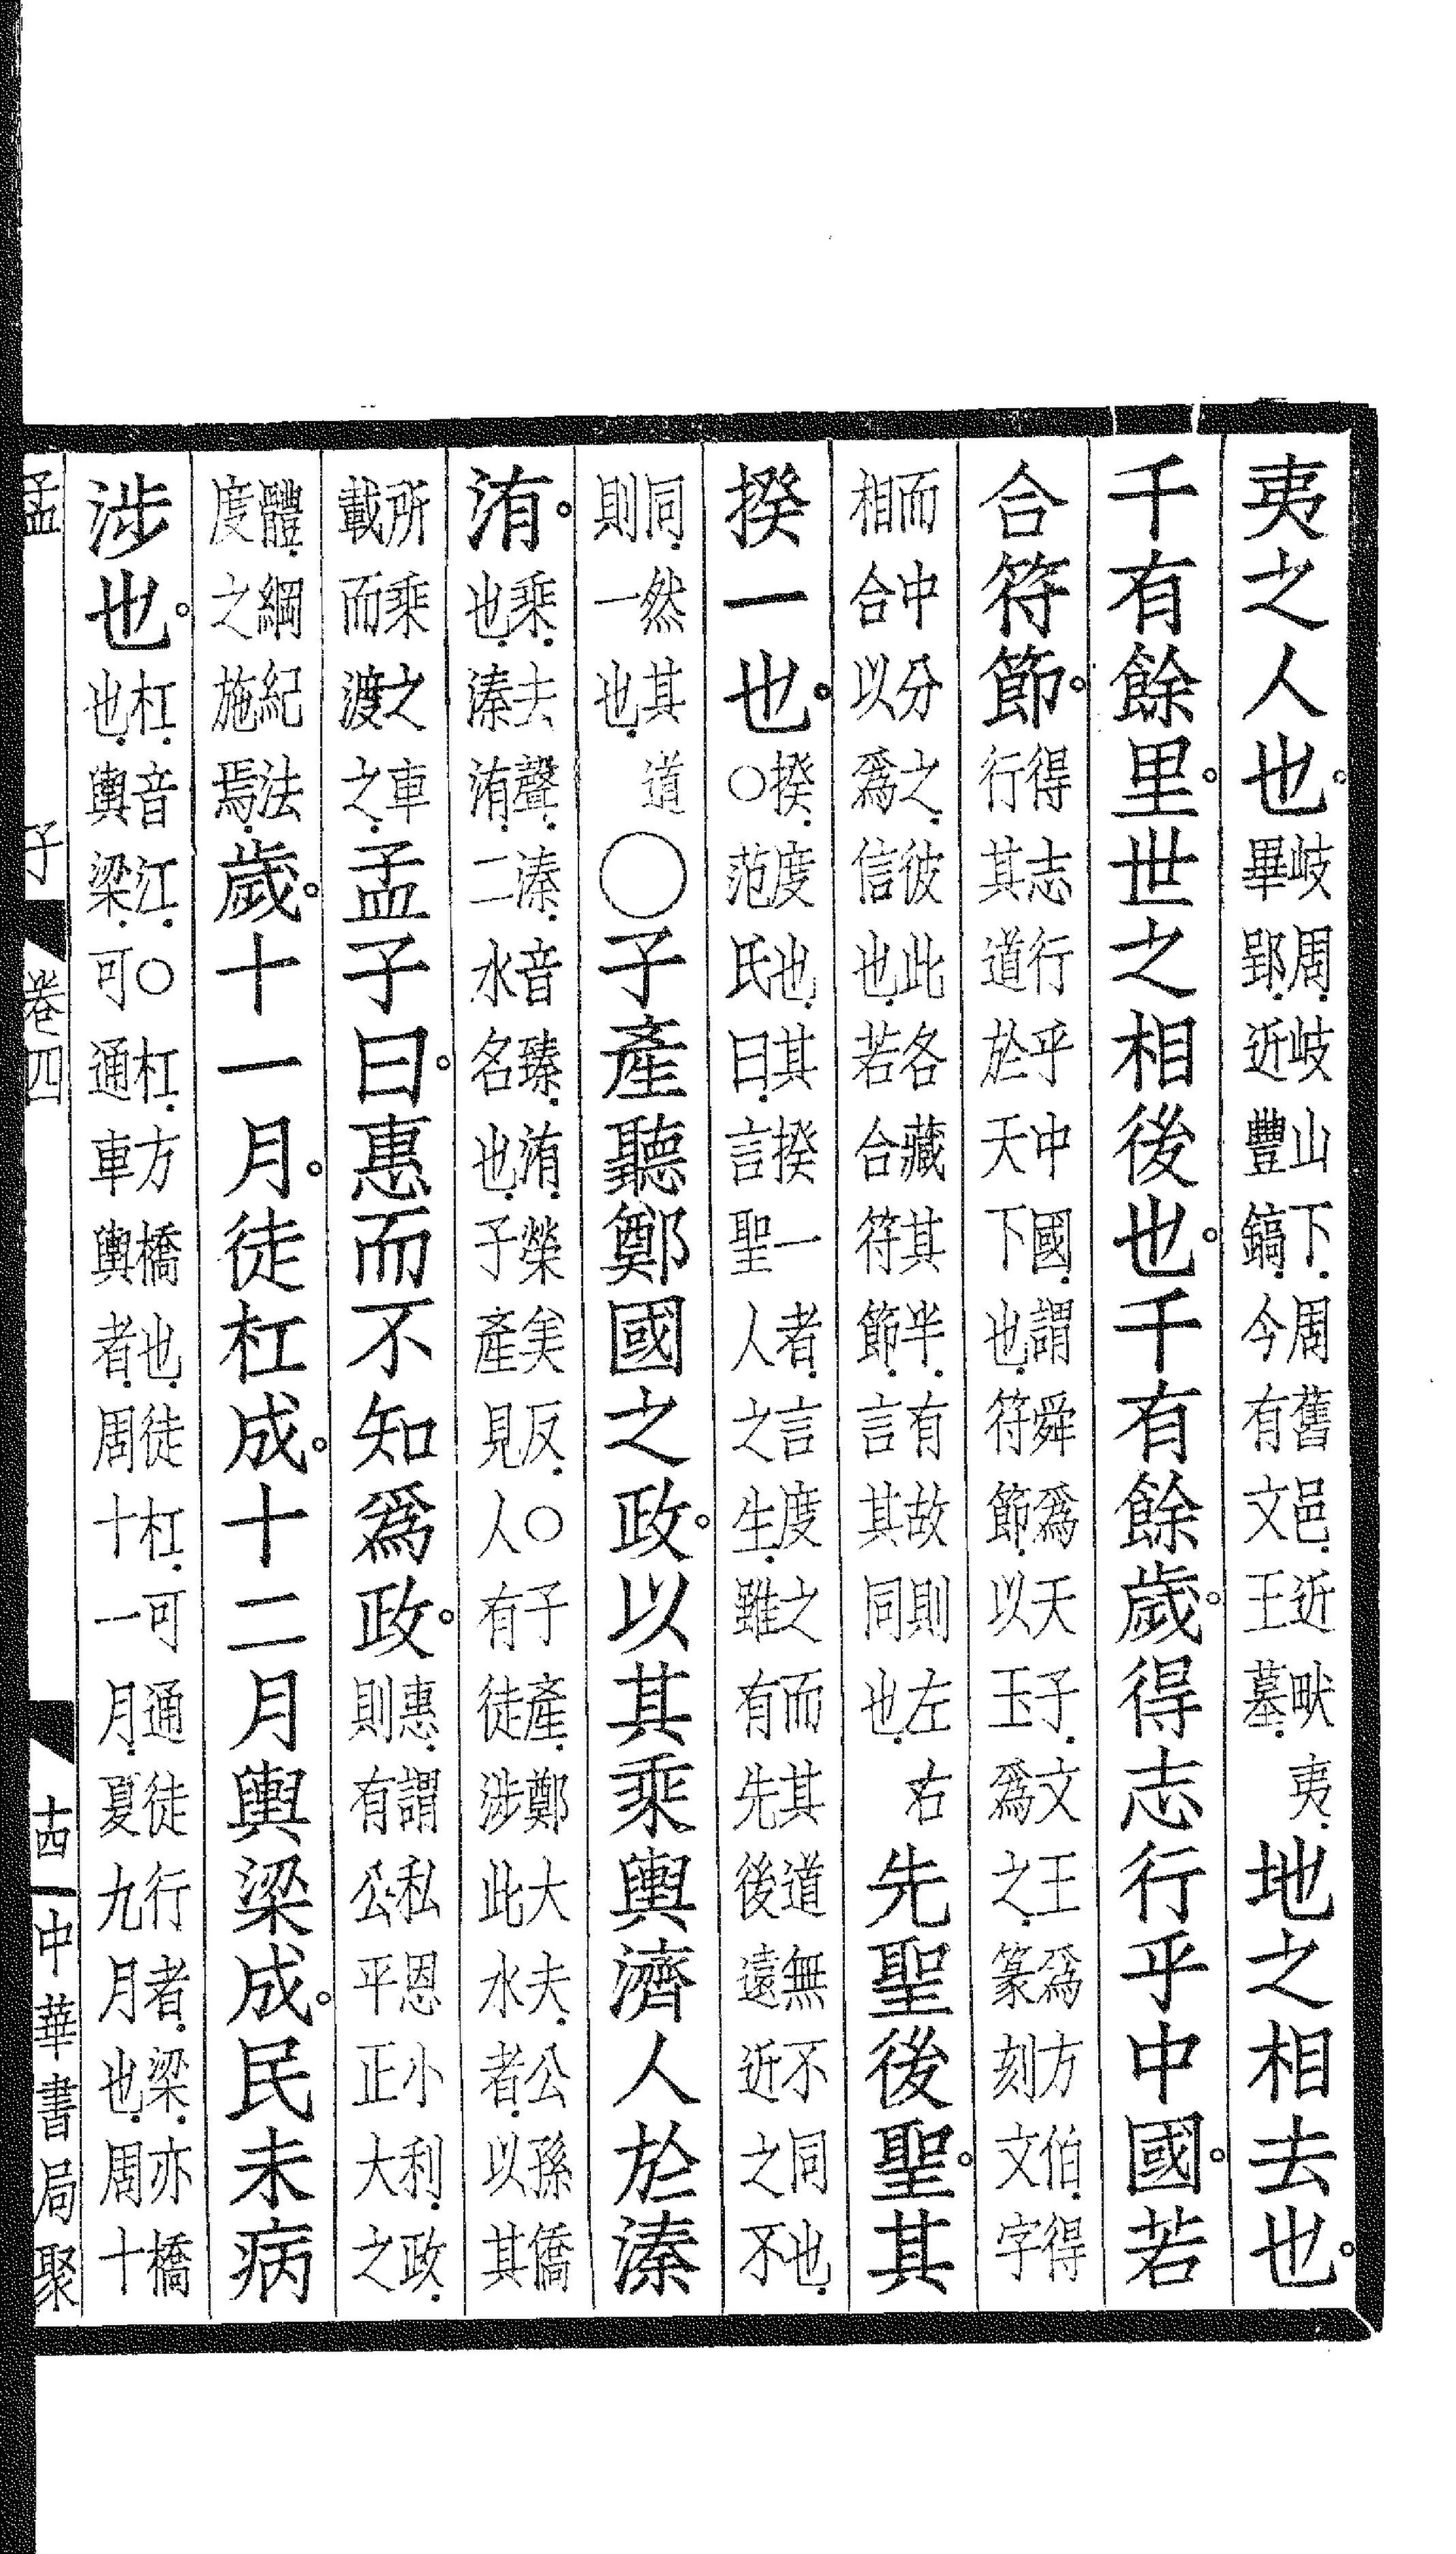 夷之人也。岐周、岐山下、周舊邑、近畎夷、畢郢、近豐鎬、今有文王墓、地之相去也。
千有餘里。世之相後也。千有餘歲。得志行乎中國。若
合符節。得志行乎中國、謂舜爲天子、文王爲方伯、得行其道於天下也、符節、以玉爲之、篆刻文字
而中分之、彼此各藏其半、有故則左右相合以爲信也、若合符節、言其同也、先聖後聖。其
揆一也。揆、度也、其揆一者、言度之而其道無不同也、○范氏曰、言聖人之生、雖有先後遠近之不
同、然其道則一也、○子產聽鄭國之政。以其乘輿濟人於溱
洧。乘、去聲、溱、音臻、洧、榮美反、○子產、鄭大夫、公孫僑也、溱洧、二水名也、子產見人有徒涉此水者、以其
所乘之車載而渡之、孟子曰。惠而不知爲政。惠、謂私恩小利、政、則有公平正大之
體、綱紀法度之施焉、歲。十一月。徒杠成。十二月輿梁成。民未病
涉也。杠、音江、○杠、方橋也、徒杠、可通徒行者、梁、亦橋也、輿梁、可通車輿者、周十一月、夏九月也、周十
孟子 卷四 十四 中華書局聚